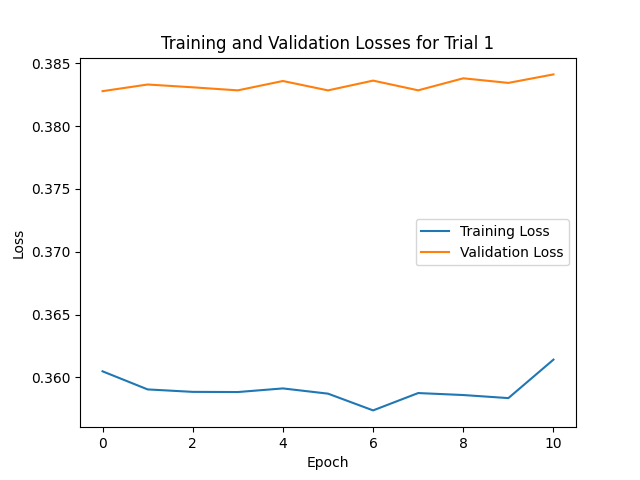 Training and Validation Losses for Trial 1
0.385
0.380
0.375
0.370
0.365
0.360
Loss
Training Loss
Validation Loss
0 2 4 6 8 10
Epoch